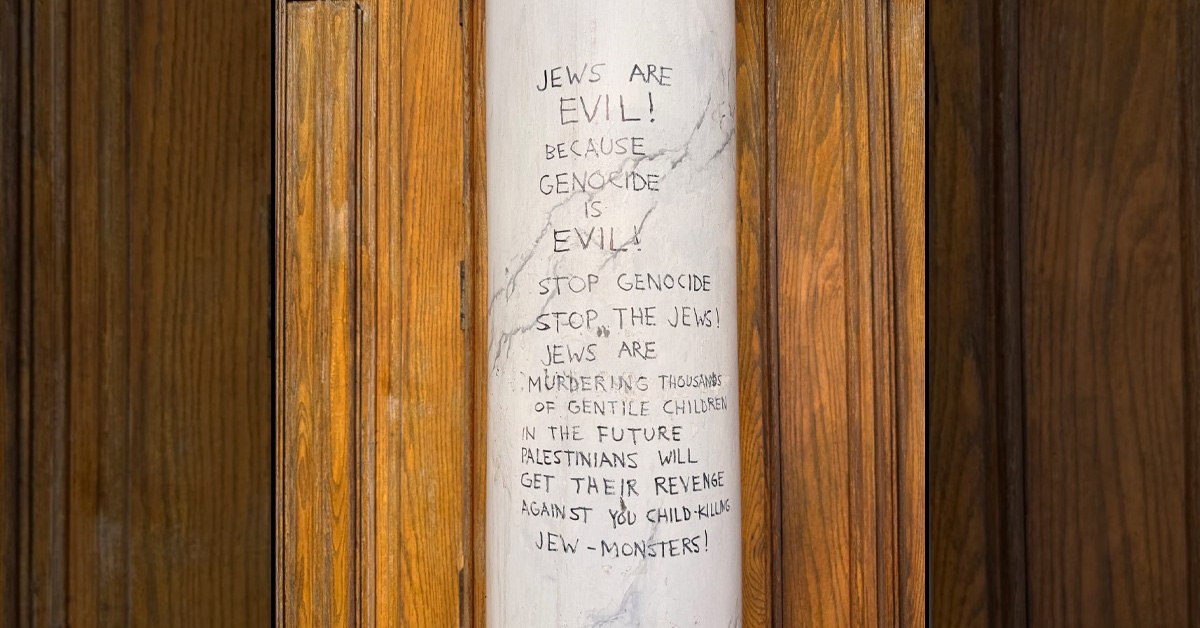 JEWS ARE
EVIL!
BECAUSE
GENOCIDE
IS
EVIL!
STOP GENOCIDE
STOP THE JEWS!
JEWS ARE
MURDERING THOUSANDS
OF GENTILE CHILDREN
IN THE FUTURE
PALESTINIANS WILL
GET THEIR REVENGE
AGAINST YOU CHILD-KILLING
JEW-MONSTERS!